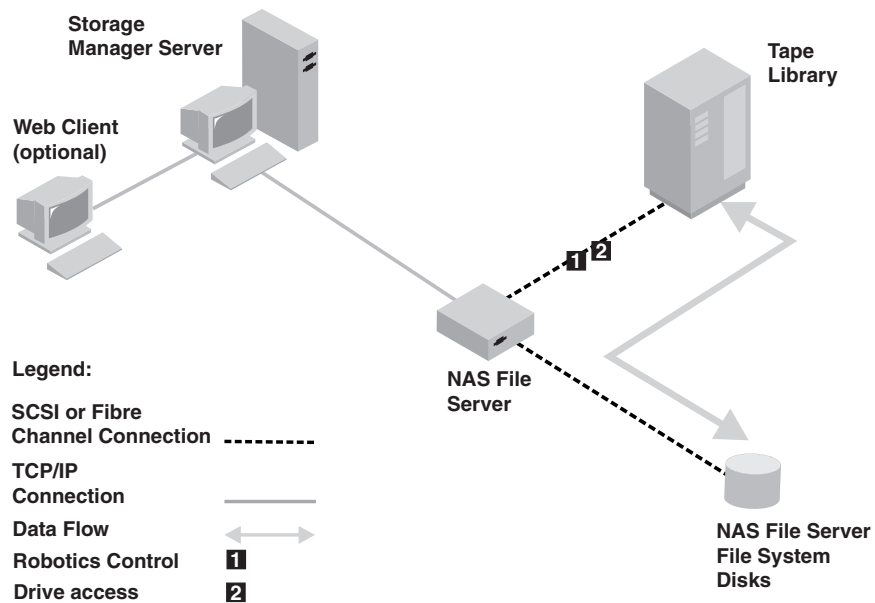 Storage
Manager Server
Tape
Library
Web Client
(optional)
1
2
NAS File
Server
Legend:
SCSI or Fibre
Channel Connection
TCP/IP
Connection
Data Flow
Robotics Control 1
Drive access 2
NAS File Server
File System
Disks